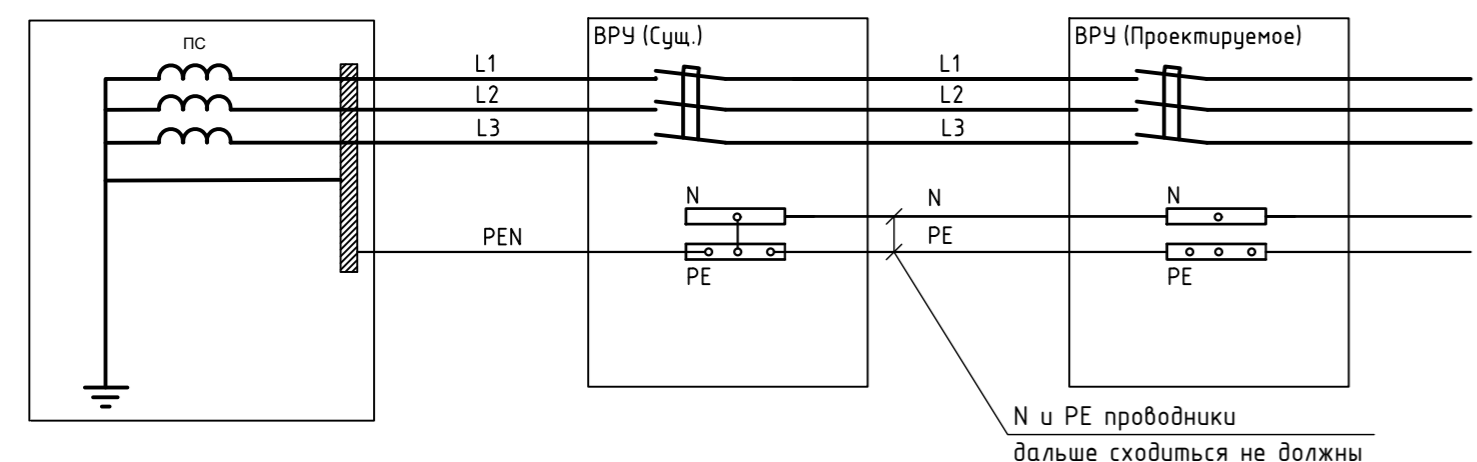 ПС
ВРУ (Сущ.)
ВРУ (Проектируемое)
L1
L1
L2
L2
L3
L3
N
N
N
PEN
PE
PE
PE
N и PE проводники
дальше сходиться не должны